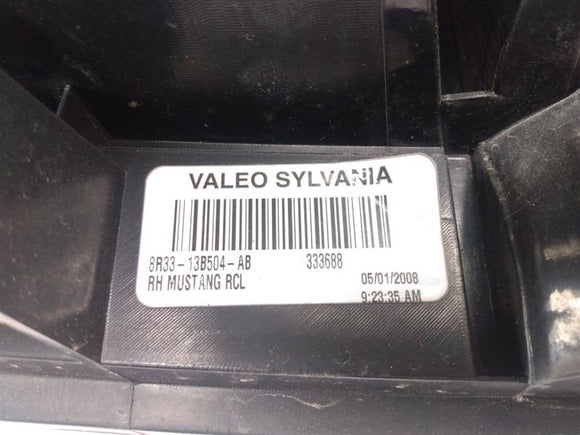 VALEO SYLVANIA
8R33-13B504-AB 333688
RH MUSTANG RCL 05/01/2008
9:23:35 AM